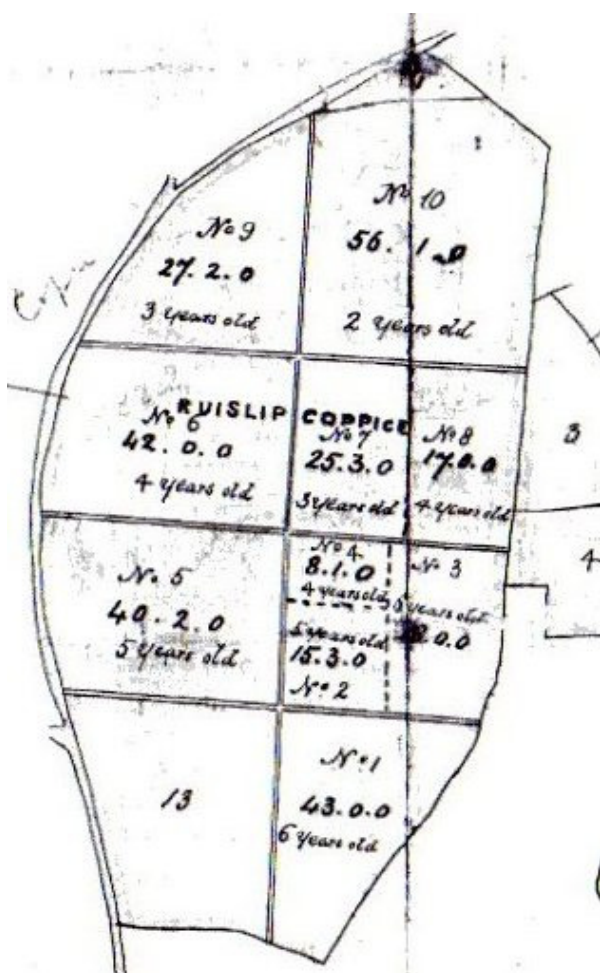 No 10
56. 1. 0
2 years old
No 9
27. 2. 0
3 years old
RUISLIP COPPICE
No 6
42. 0. 0
4 years old
No 7
25. 3. 0
3 years old
No 8
17. 0. 0
4 years old
3
4
No 5
40. 2. 0
5 years old
No 4
8. 1. 0
4 years old
No 3
years old
0. 0
5 years old
15. 3. 0
No 2
13
No 1
43. 0. 0
6 years old